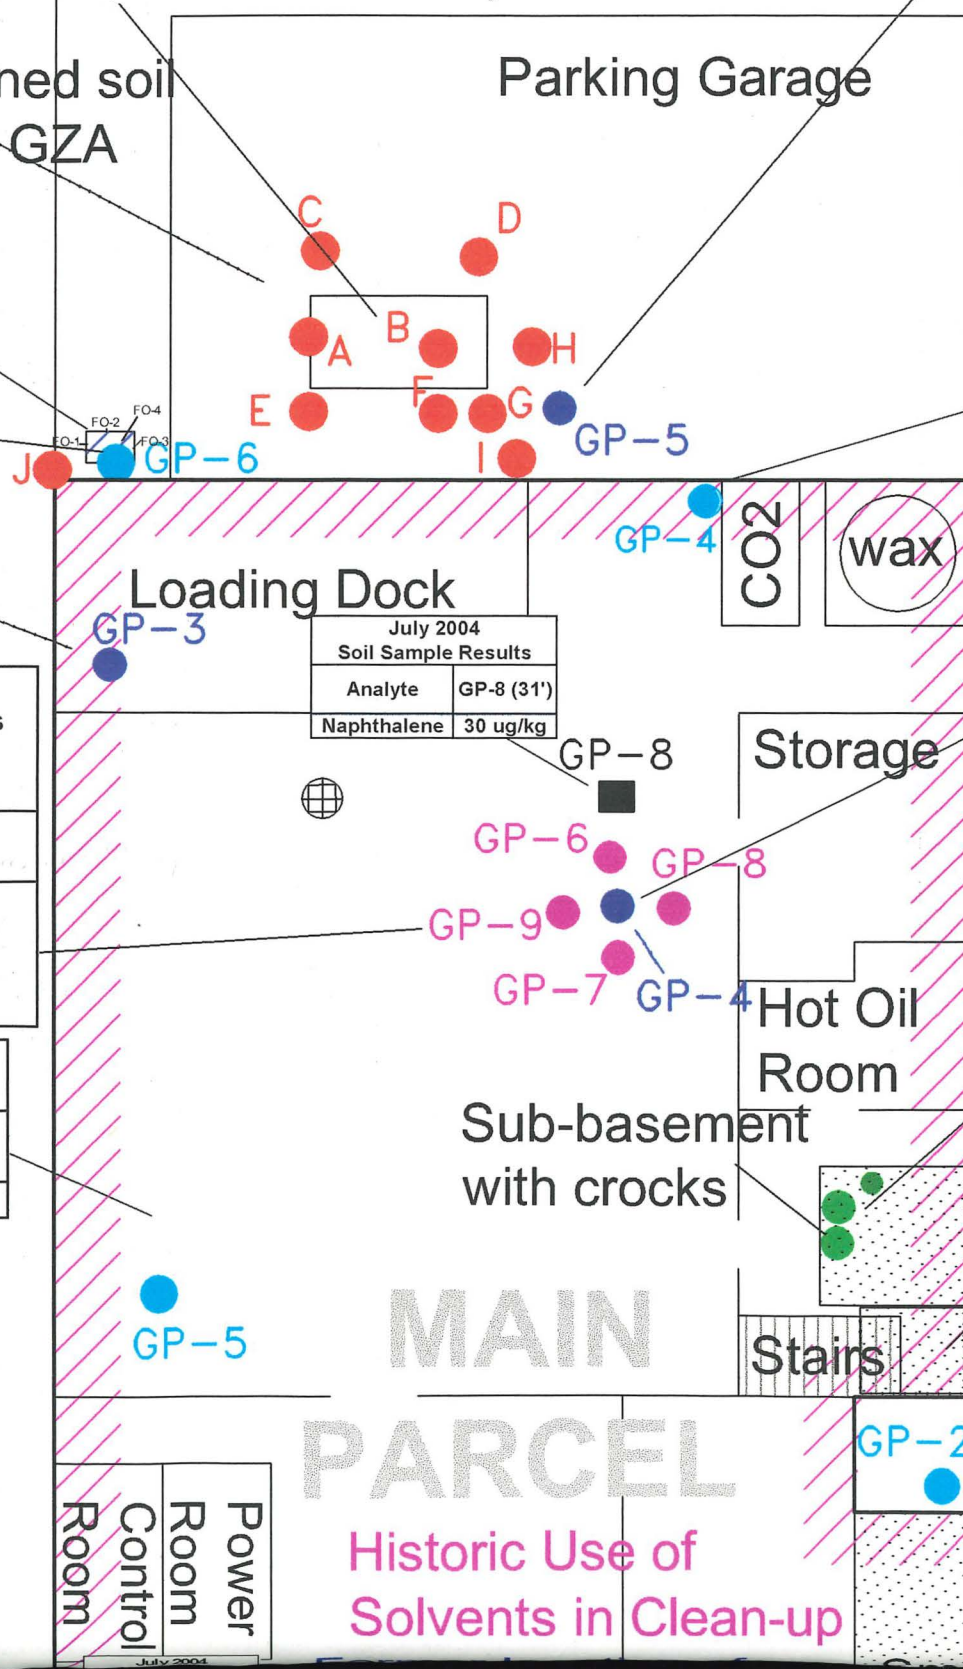 ned soil
GZA
Parking Garage
C
D
A
B
H
E
F
G
GP-5
I
FO-2
FO-4
FO-1
FO-3
J
GP-6
GP-4
CO2
wax
Loading Dock
GP-3
July 2004
Soil Sample Results
Analyte GP-8 (31')
Naphthalene 30 ug/kg
GP-8
Storage
GP-6
GP-8
GP-9
GP-7
GP-4
Hot Oil
Room
Sub-basement
with crocks
GP-5
MAIN
Stairs
PARCEL
GP-2
Control
Room
Power
Room
Historic Use of
Solvents in Clean-up
July 2004